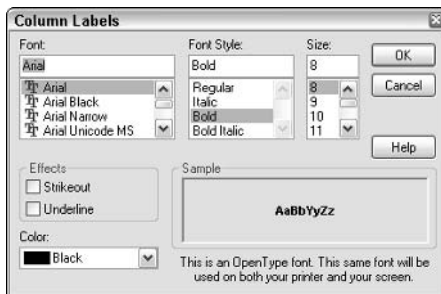 Column Labels
Font:
Font Style:
Size:
Arial
Bold
8
OK
Cancel
Help
Arial
Arial Black
Arial Narrow
Arial Unicode MS
Regular
Italic
Bold
Bold Italic
8
9
10
11
Effects
Strikeout
Underline
Sample
AaBbYyZz
Color:
Black
This is an OpenType font. This same font will be
used on both your printer and your screen.